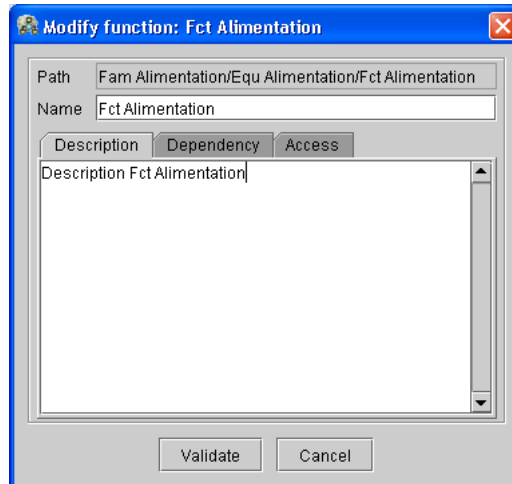 Modify function: Fct Alimentation
Path Fam Alimentation/Equ Alimentation/Fct Alimentation
Name Fct Alimentation
Description Dependency Access
Description Fct Alimentation
Validate Cancel